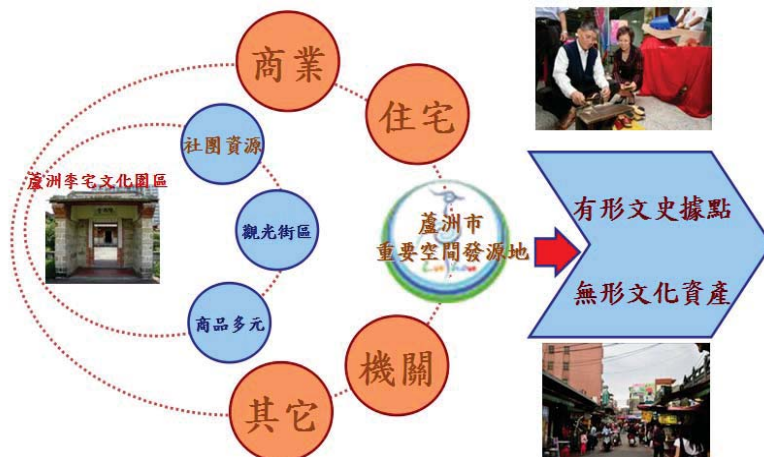 商業
住宅
社團資源
蘆洲李宅文化園區
觀光街區
蘆洲市
重要空間發源地
有形文史據點
無形文化資產
商品多元
機關
其它